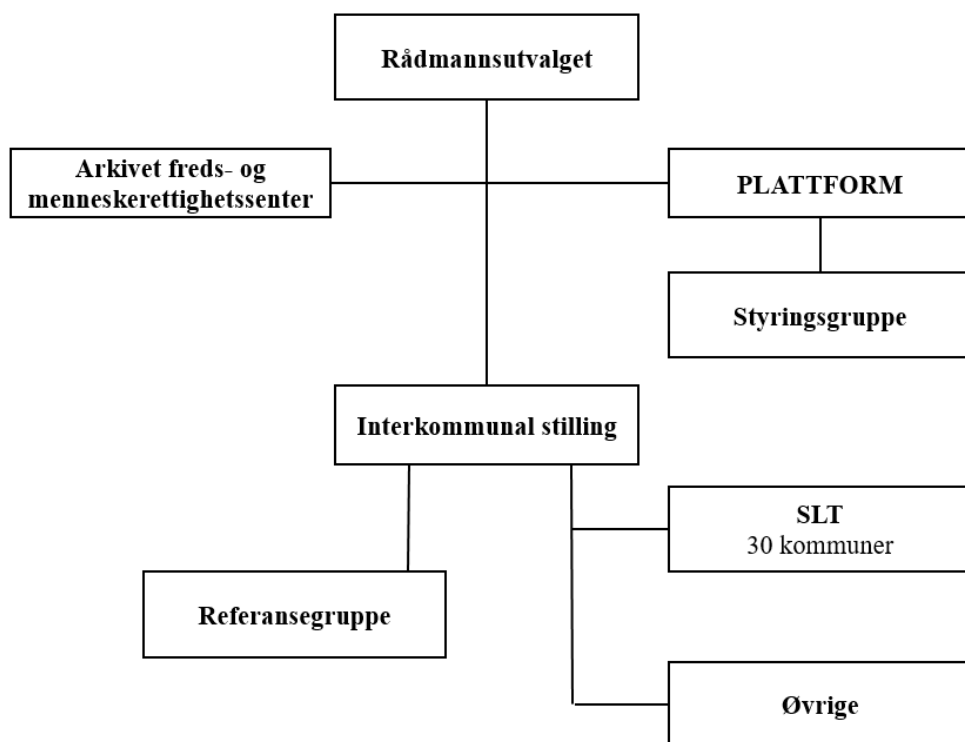 Rådmannsutvalget
Arkivet freds- og
menneskerettighetssenter
PLATTFORM
Styringsgruppe
Interkommunal stilling
SLT
30 kommuner
Referansegruppe
Øvrige